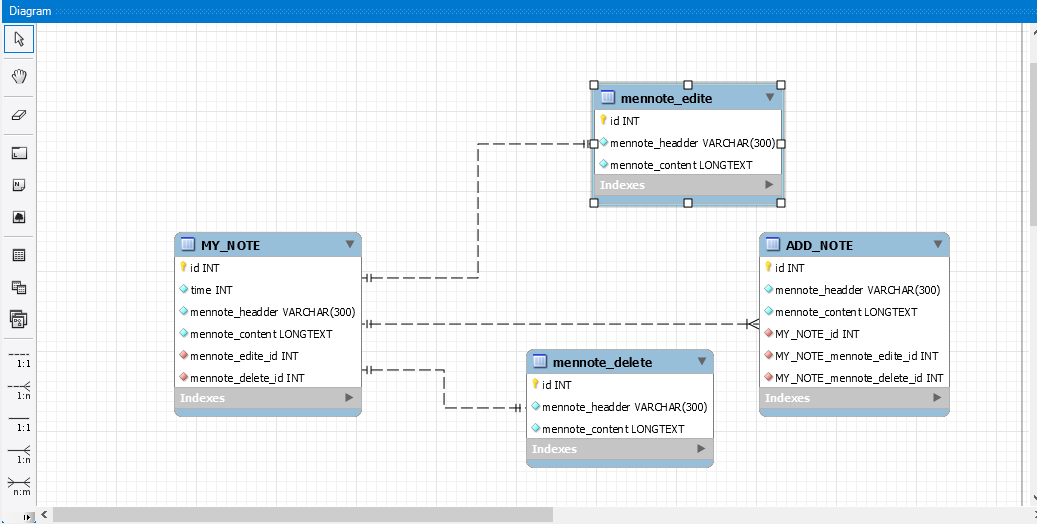 Diagram
mennote_edite
id INT
mennote_headder VARCHAR(300)
mennote_content LONGTEXT
Indexes
MY_NOTE
id INT
time INT
mennote_headder VARCHAR(300)
mennote_content LONGTEXT
mennote_edite_id INT
mennote_delete_id INT
Indexes
ADD_NOTE
id INT
mennote_headder VARCHAR(300)
mennote_content LONGTEXT
MY_NOTE_id INT
MY_NOTE_mennote_edite_id INT
MY_NOTE_mennote_delete_id INT
Indexes
mennote_delete
id INT
mennote_headder VARCHAR(300)
mennote_content LONGTEXT
Indexes
1:1
1:n
1:1
1:n
n:m